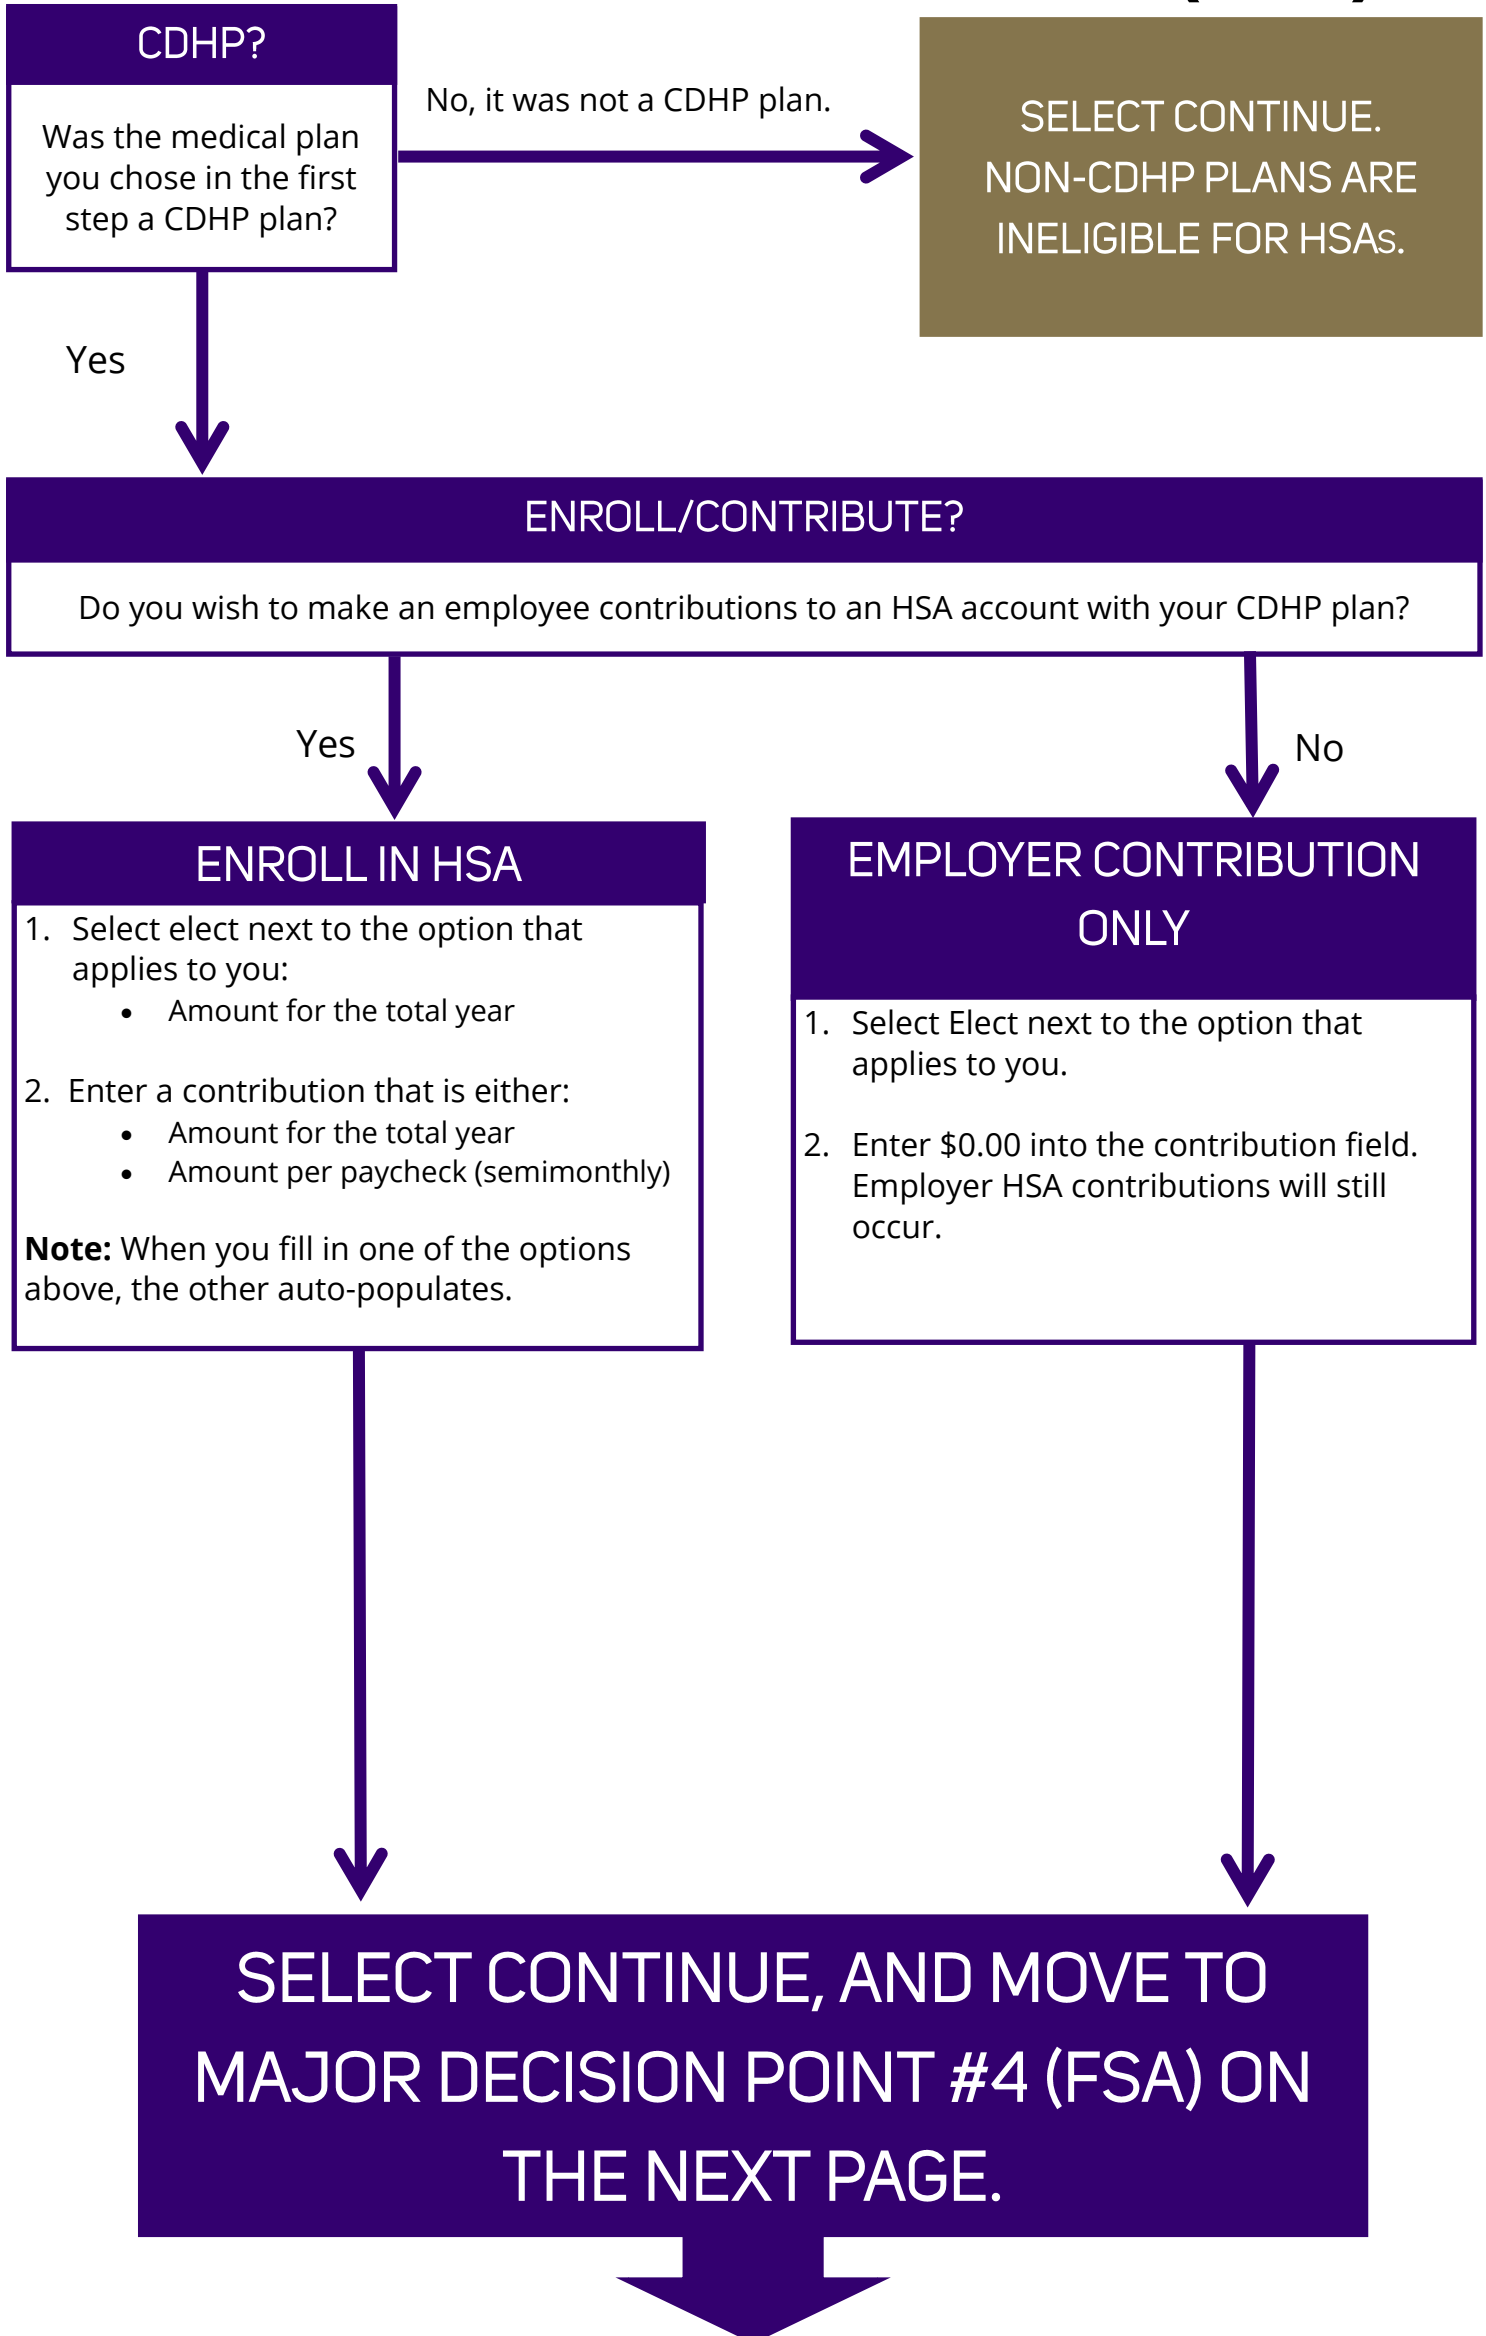 CDHP?
Was the medical plan
you chose in the first
step a CDHP plan?
No, it was not a CDHP plan.
SELECT CONTINUE.
NON-CDHP PLANS ARE
INELIGIBLE FOR HSAs.
Yes
ENROLL/CONTRIBUTE?
Do you wish to make an employee contributions to an HSA account with your CDHP plan?
Yes
No
ENROLL IN HSA
1. Select elect next to the option that
applies to you:
• Amount for the total year
2. Enter a contribution that is either:
• Amount for the total year
• Amount per paycheck (semimonthly)
Note: When you fill in one of the options
above, the other auto-populates.
EMPLOYER CONTRIBUTION
ONLY
1. Select Elect next to the option that
applies to you.
2. Enter $0.00 into the contribution field.
Employer HSA contributions will still
occur.
SELECT CONTINUE, AND MOVE TO
MAJOR DECISION POINT #4 (FSA) ON
THE NEXT PAGE.